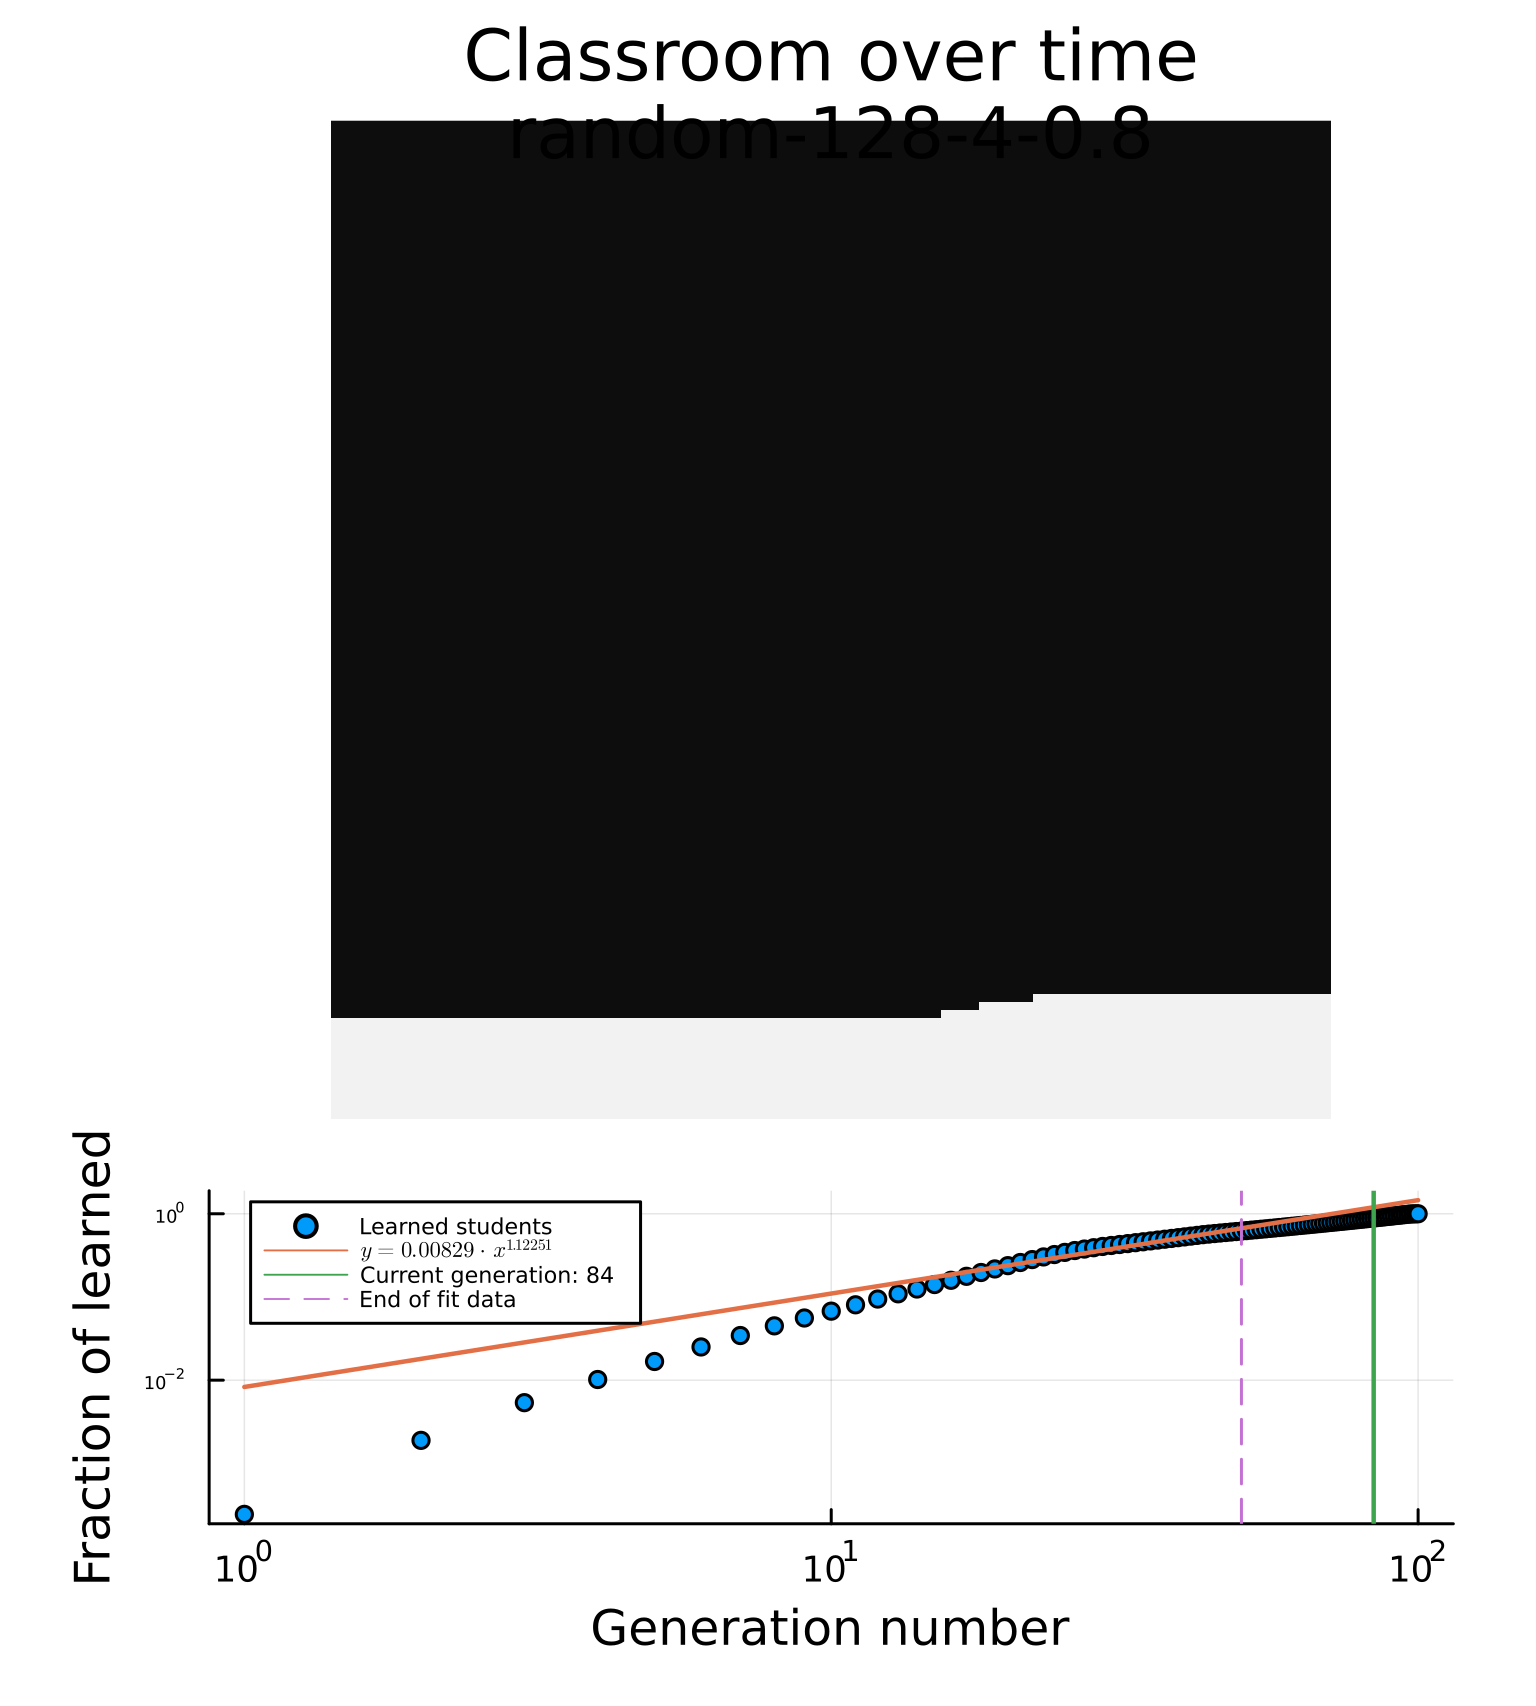 Classroom over time
random-128-4-0.8
Fraction of learned
10^0
10^-2
Learned students
y = 0.00829 · x^1.12251
Current generation: 84
End of fit data
10^0
10^1
10^2
Generation number